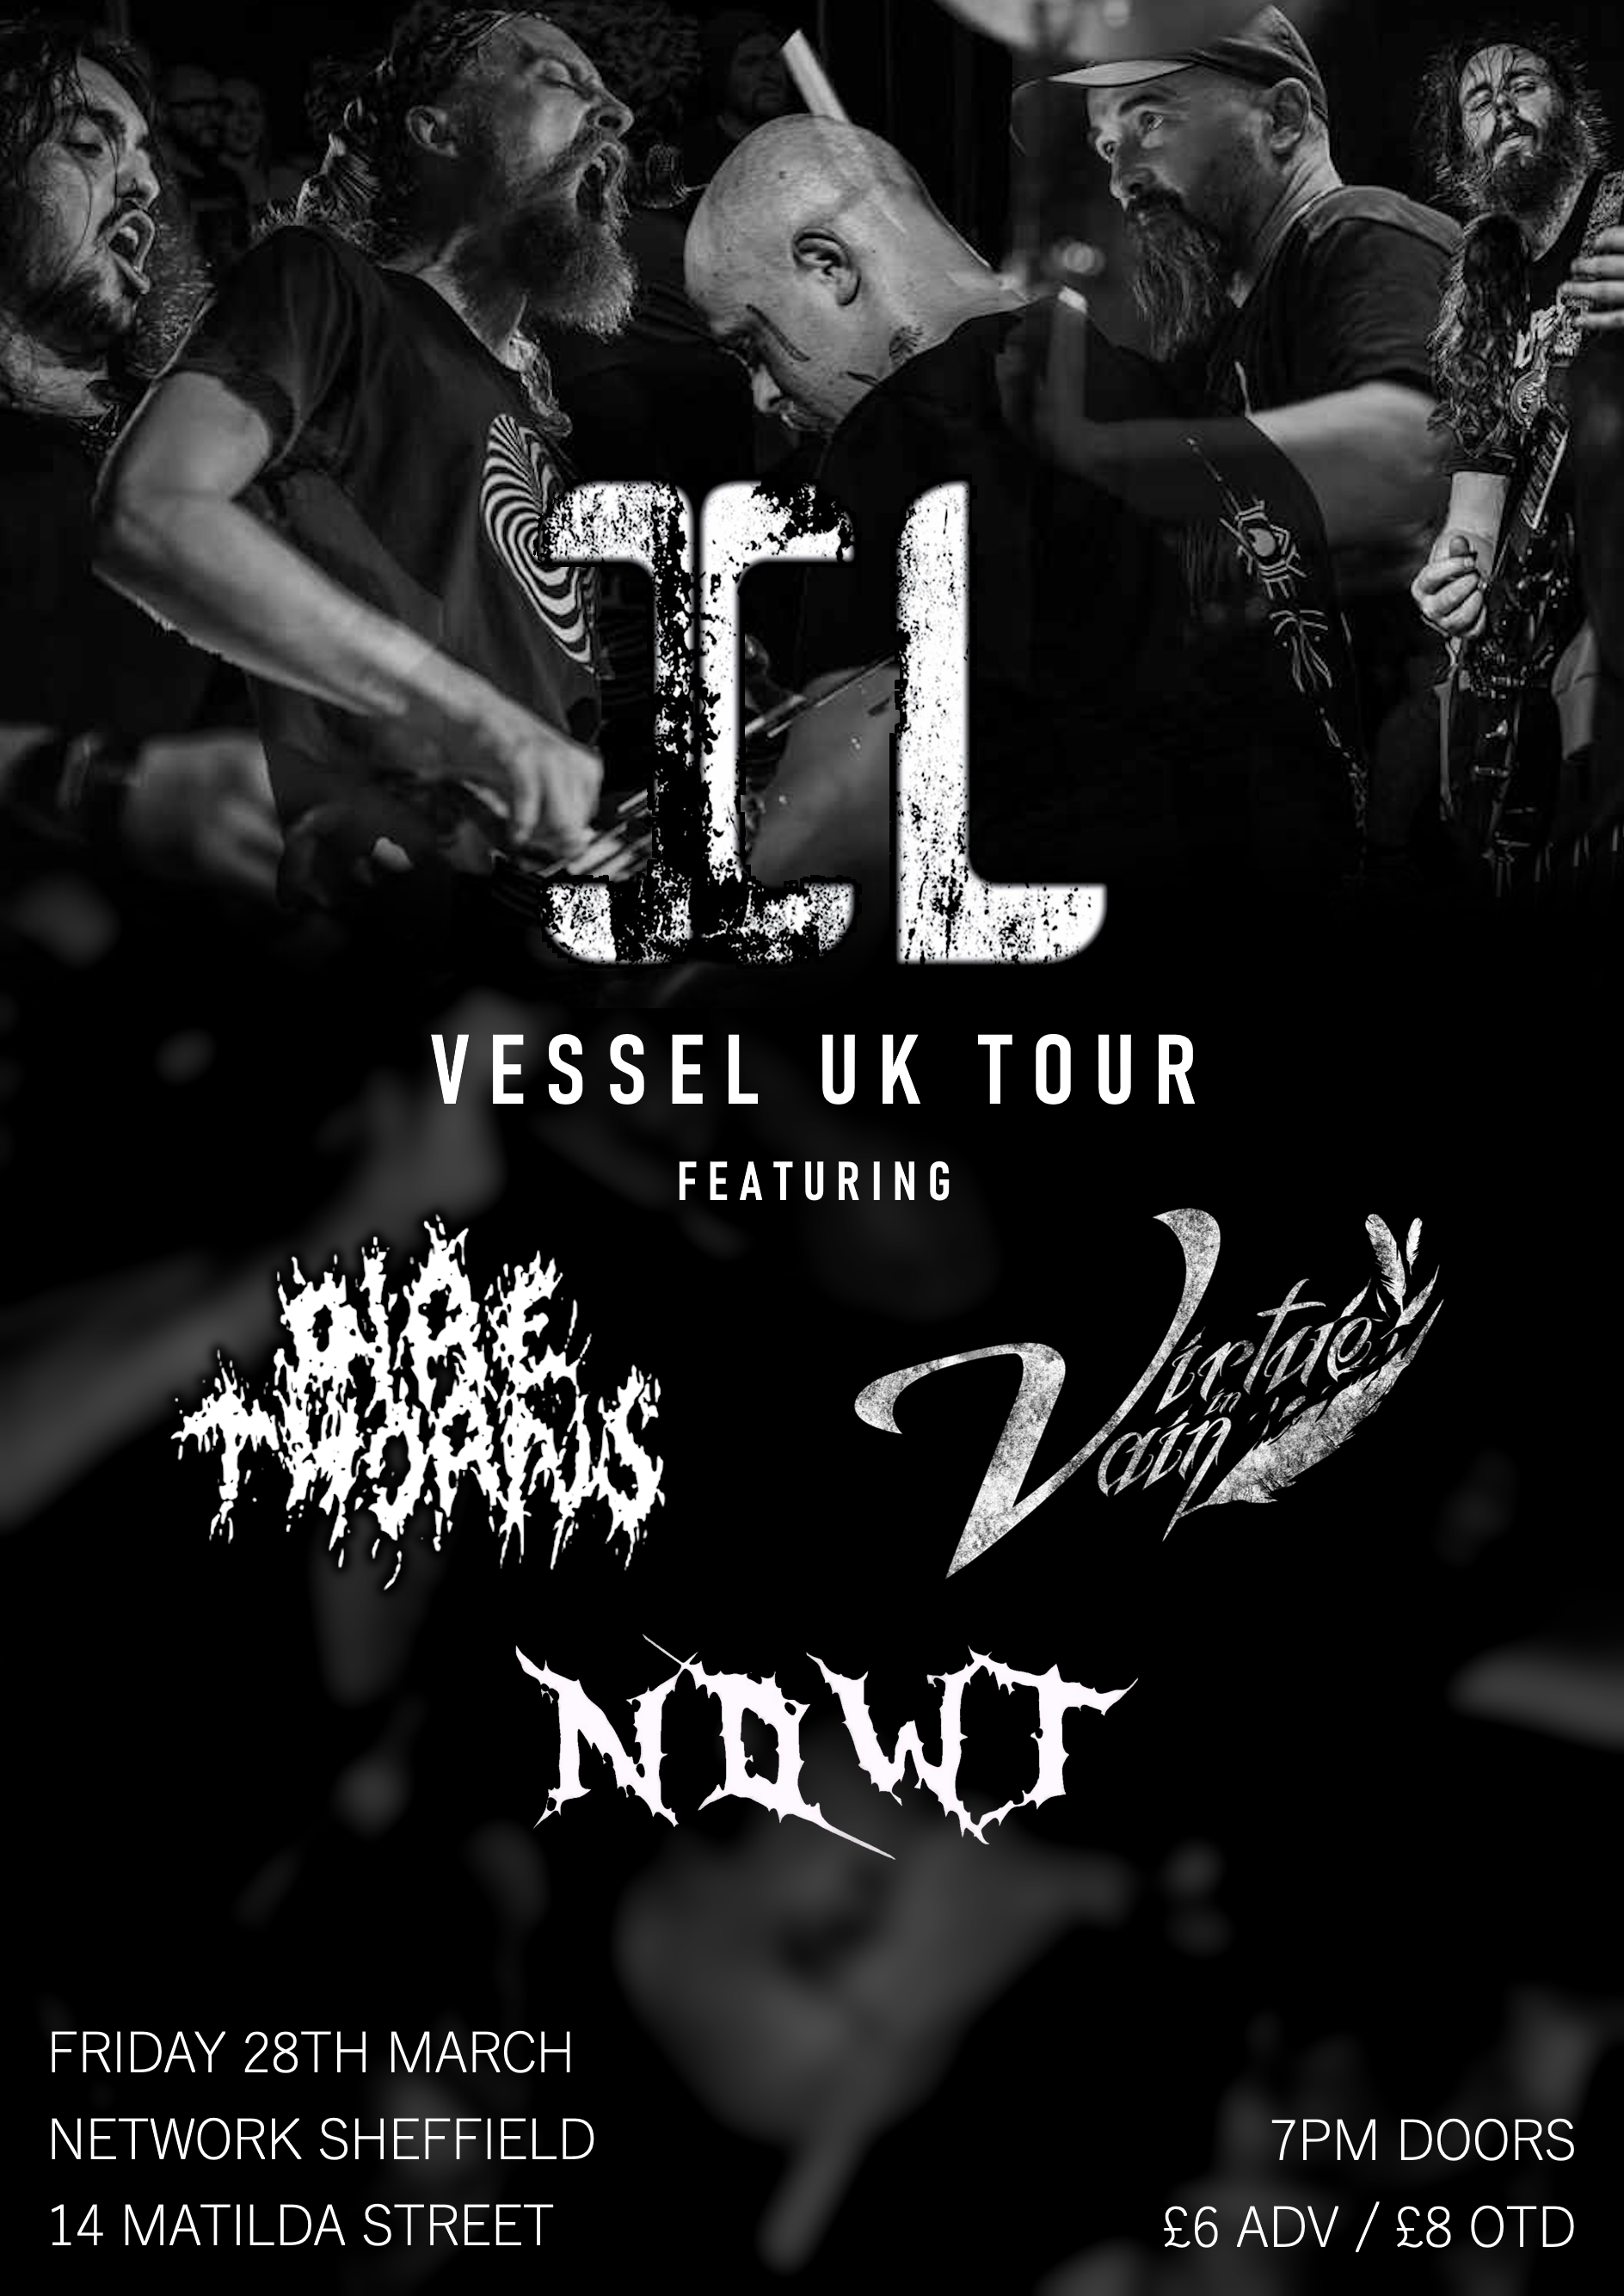 VESSEL UK TOUR
FEATURING
Virtue
in
Vain
NOWT
FRIDAY 28TH MARCH
NETWORK SHEFFIELD
14 MATILDA STREET
7PM DOORS
£6 ADV / £8 OTD